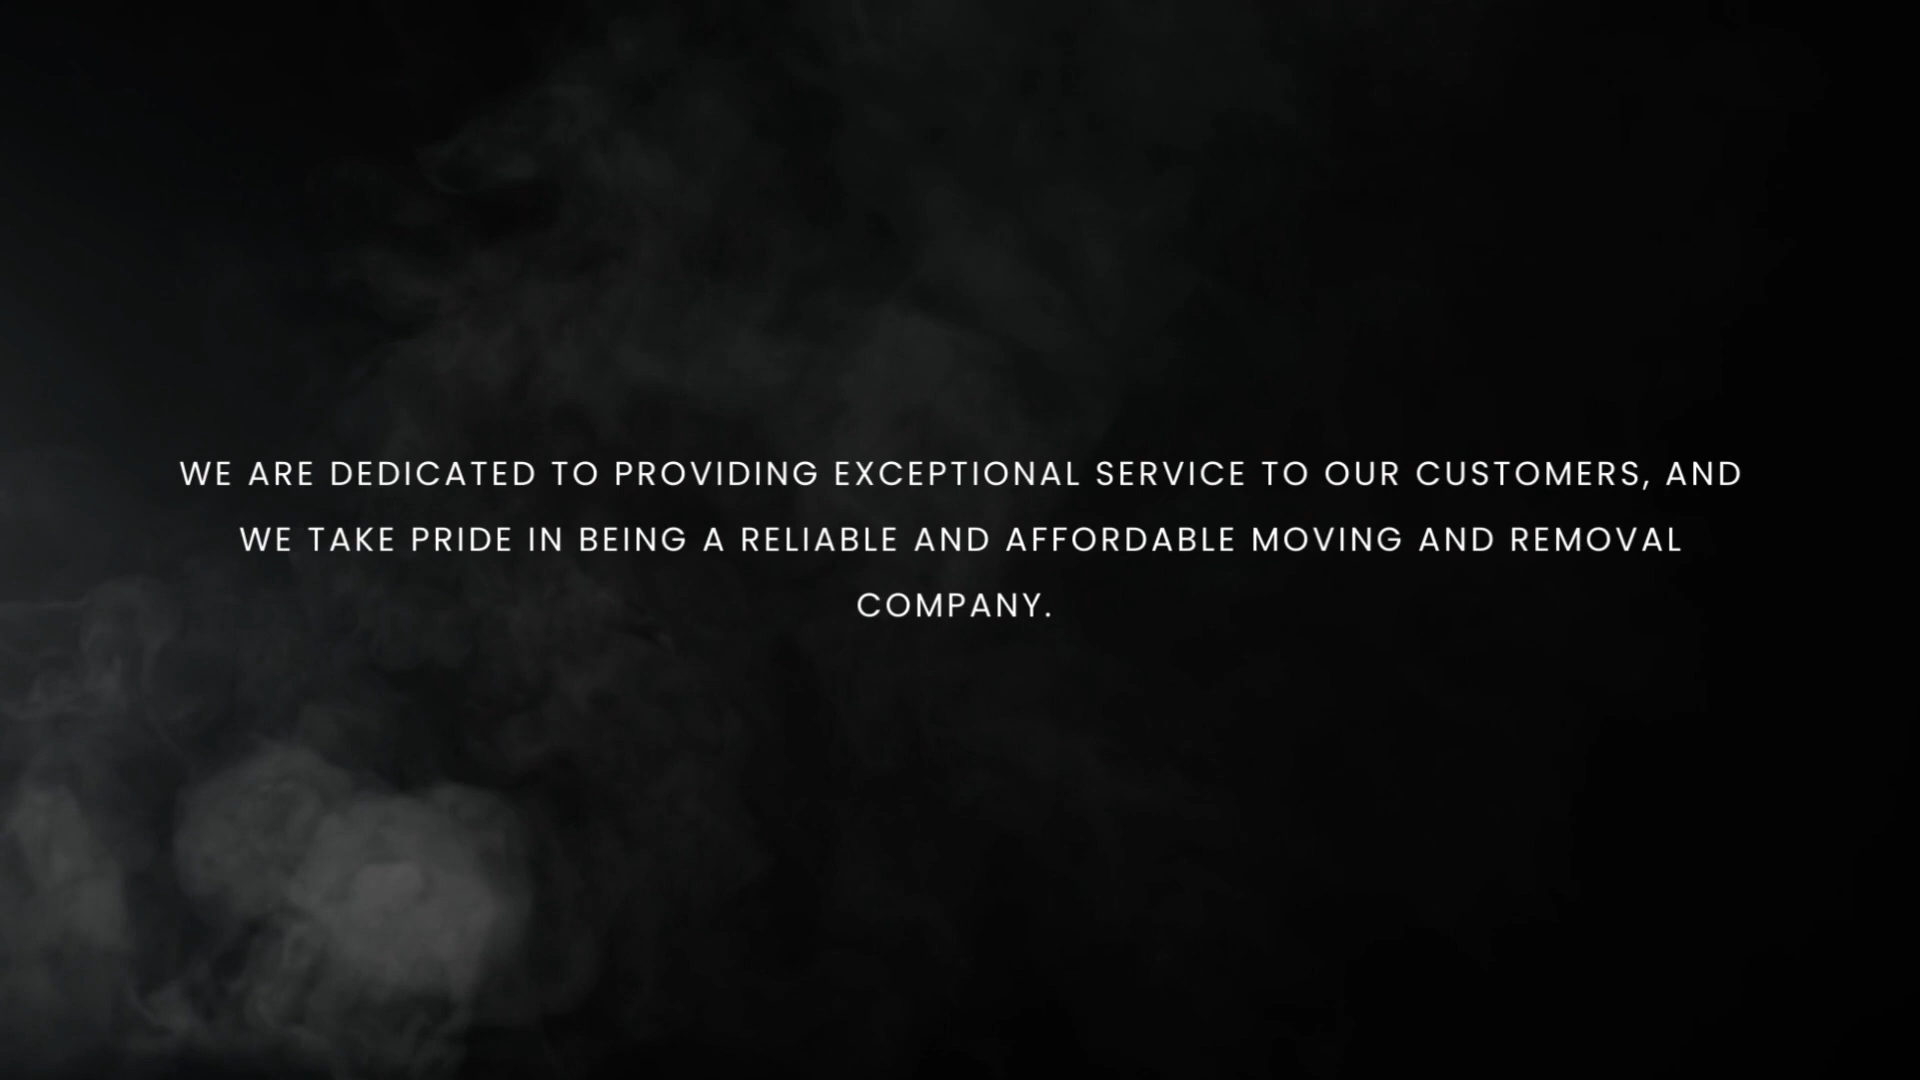 WE ARE DEDICATED TO PROVIDING EXCEPTIONAL SERVICE TO OUR CUSTOMERS, AND
WE TAKE PRIDE IN BEING A RELIABLE AND AFFORDABLE MOVING AND REMOVAL
COMPANY.